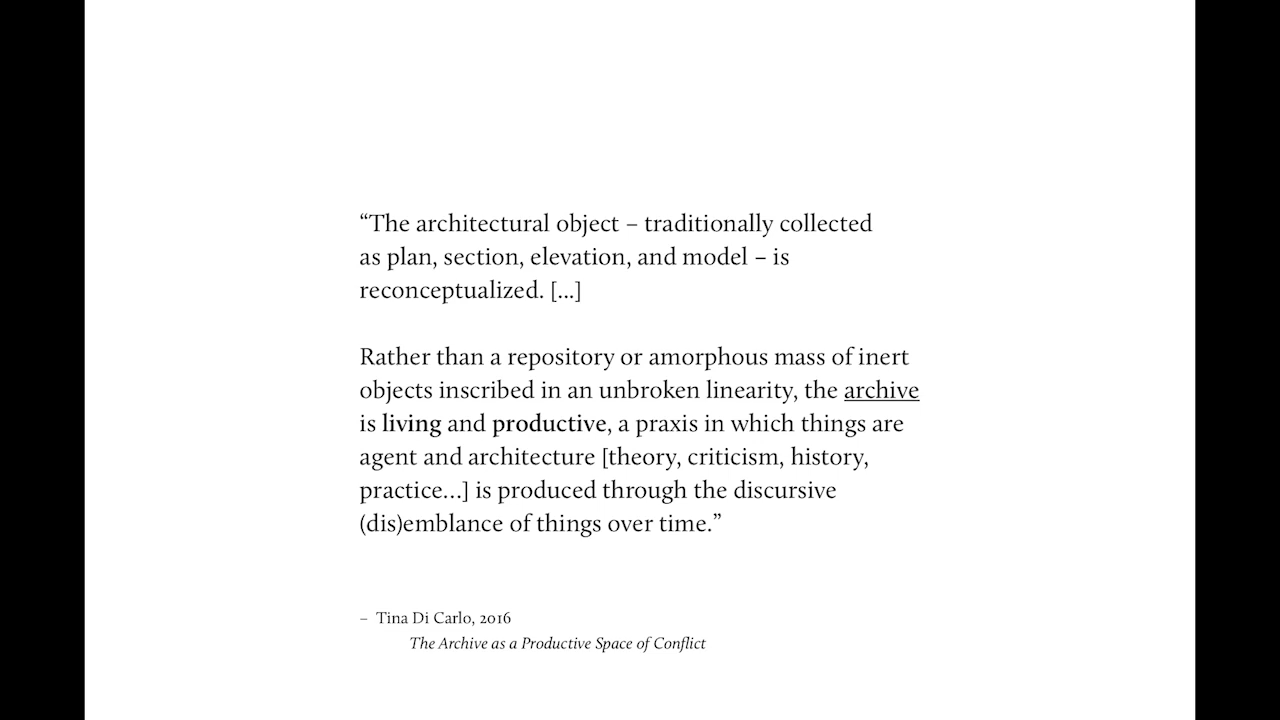 “The architectural object – traditionally collected
as plan, section, elevation, and model – is
reconceptualized. [...]
Rather than a repository or amorphous mass of inert
objects inscribed in an unbroken linearity, the archive
is living and productive, a praxis in which things are
agent and architecture [theory, criticism, history,
practice...] is produced through the discursive
(dis)emblance of things over time.”
– Tina Di Carlo, 2016
The Archive as a Productive Space of Conflict